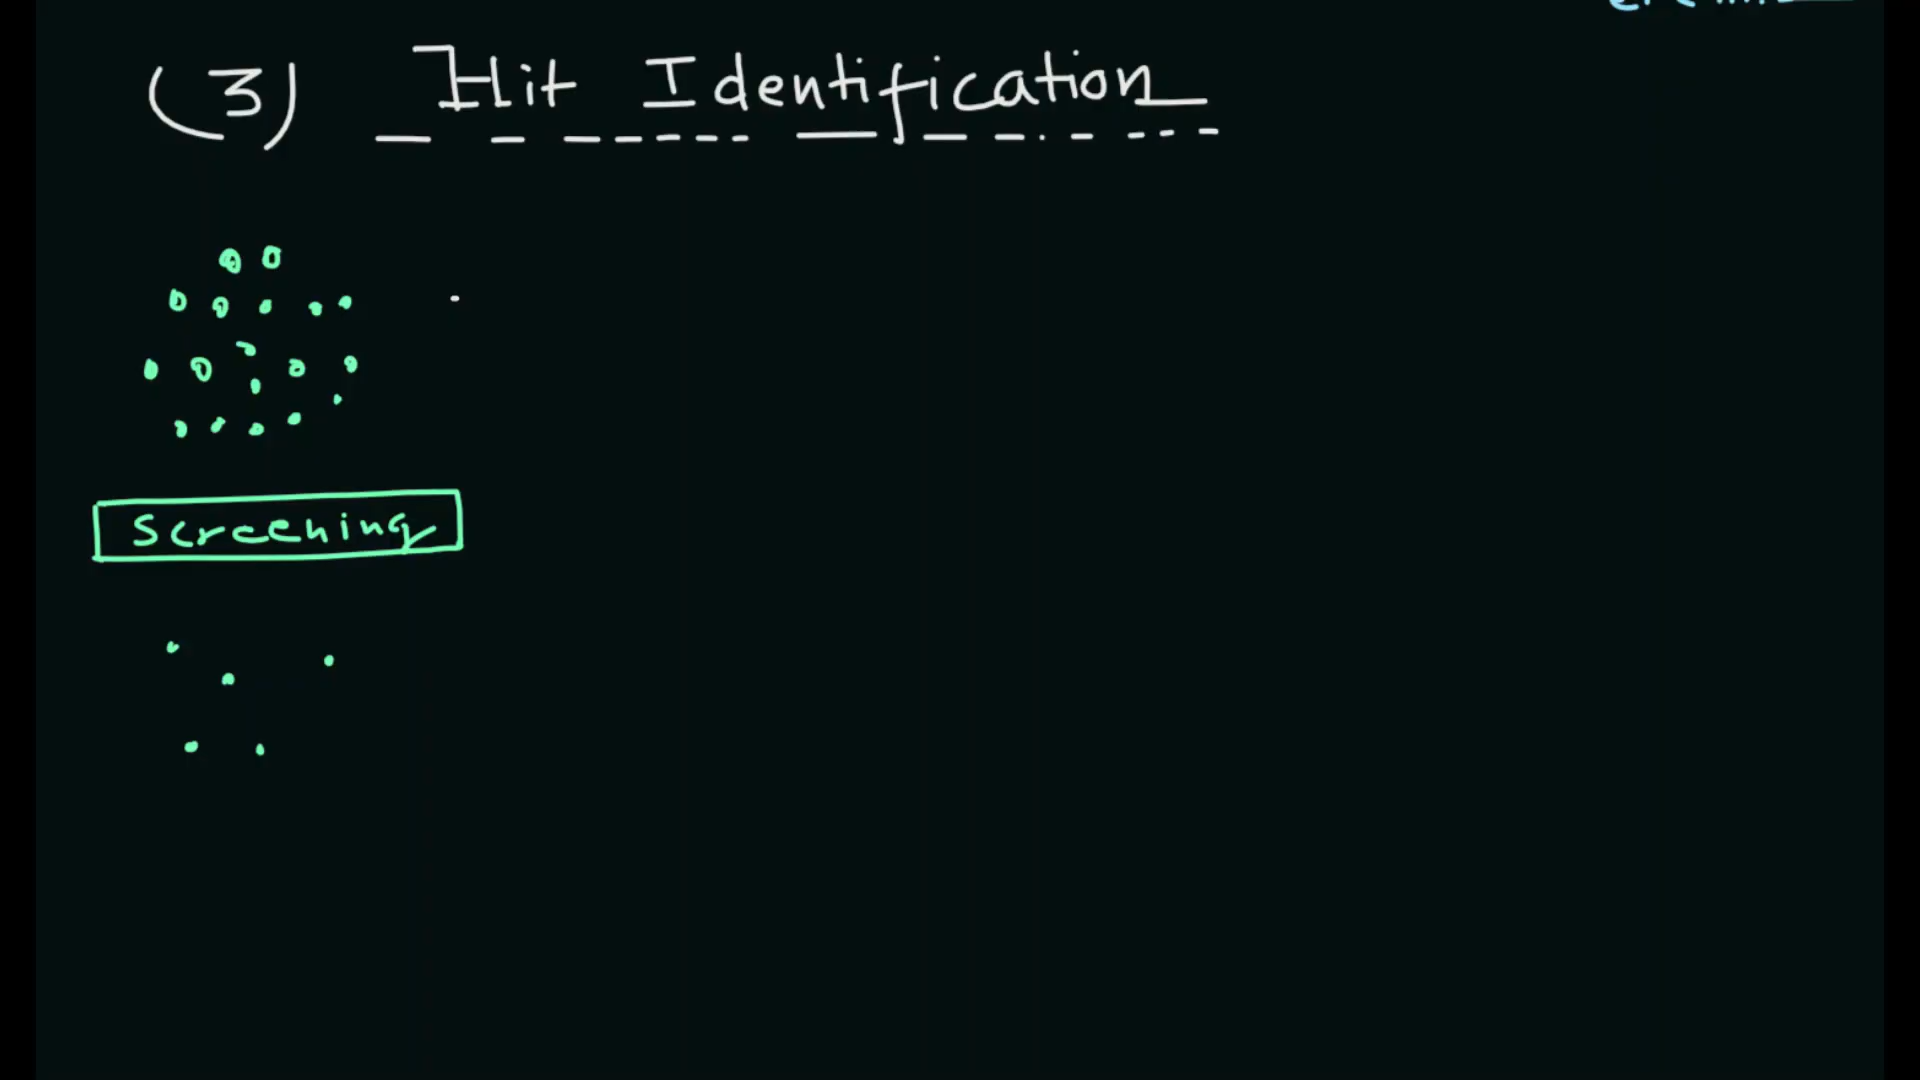 (3) Hit Identification
Screening